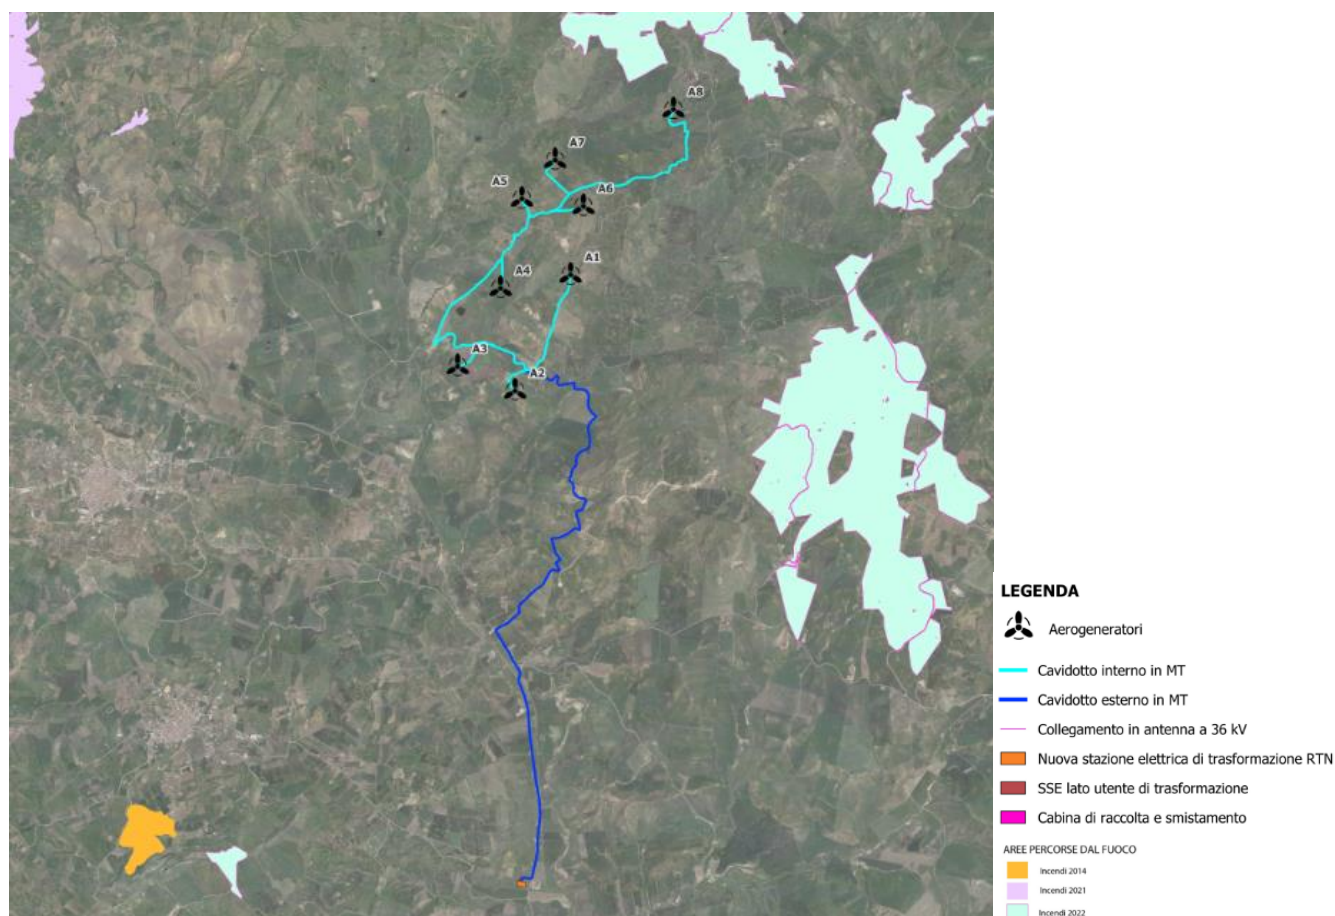 A8
A7
A5
A6
A1
A4
A3
A2
LEGENDA
Aerogeneratori
Cavidotto interno in MT
Cavidotto esterno in MT
Collegamento in antenna a 36 kV
Nuova stazione elettrica di trasformazione RTN
SSE lato utente di trasformazione
Cabina di raccolta e smistamento
AREE PERCORSE DAL FUOCO
Incendi 2014
Incendi 2021
Incendi 2022